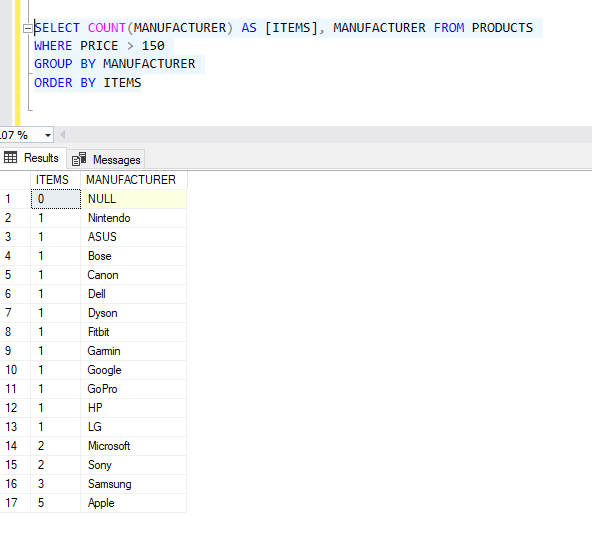 SELECT COUNT(MANUFACTURER) AS [ITEMS], MANUFACTURER FROM PRODUCTS
WHERE PRICE > 150
GROUP BY MANUFACTURER
ORDER BY ITEMS
.07 %
Results Messages
ITEMS MANUFACTURER
1 0 NULL
2 1 Nintendo
3 1 ASUS
4 1 Bose
5 1 Canon
6 1 Dell
7 1 Dyson
8 1 Fitbit
9 1 Garmin
10 1 Google
11 1 GoPro
12 1 HP
13 1 LG
14 2 Microsoft
15 2 Sony
16 3 Samsung
17 5 Apple